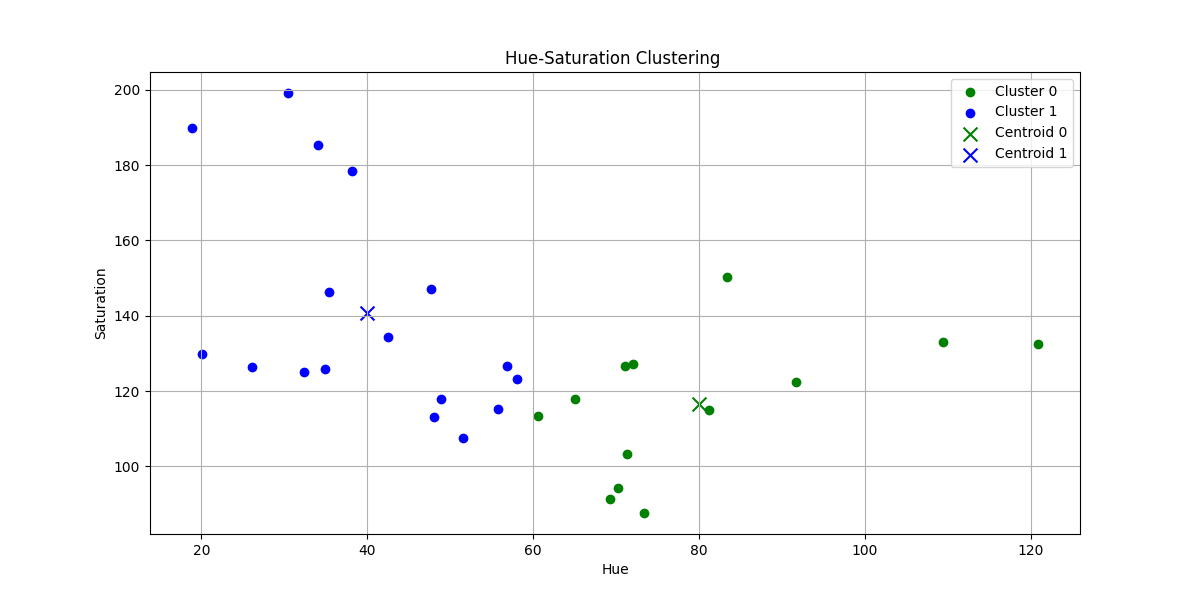 Hue-Saturation Clustering
Cluster 0
Cluster 1
Centroid 0
Centroid 1
200
180
160
140
120
100
Saturation
20
40
60
80
100
120
Hue